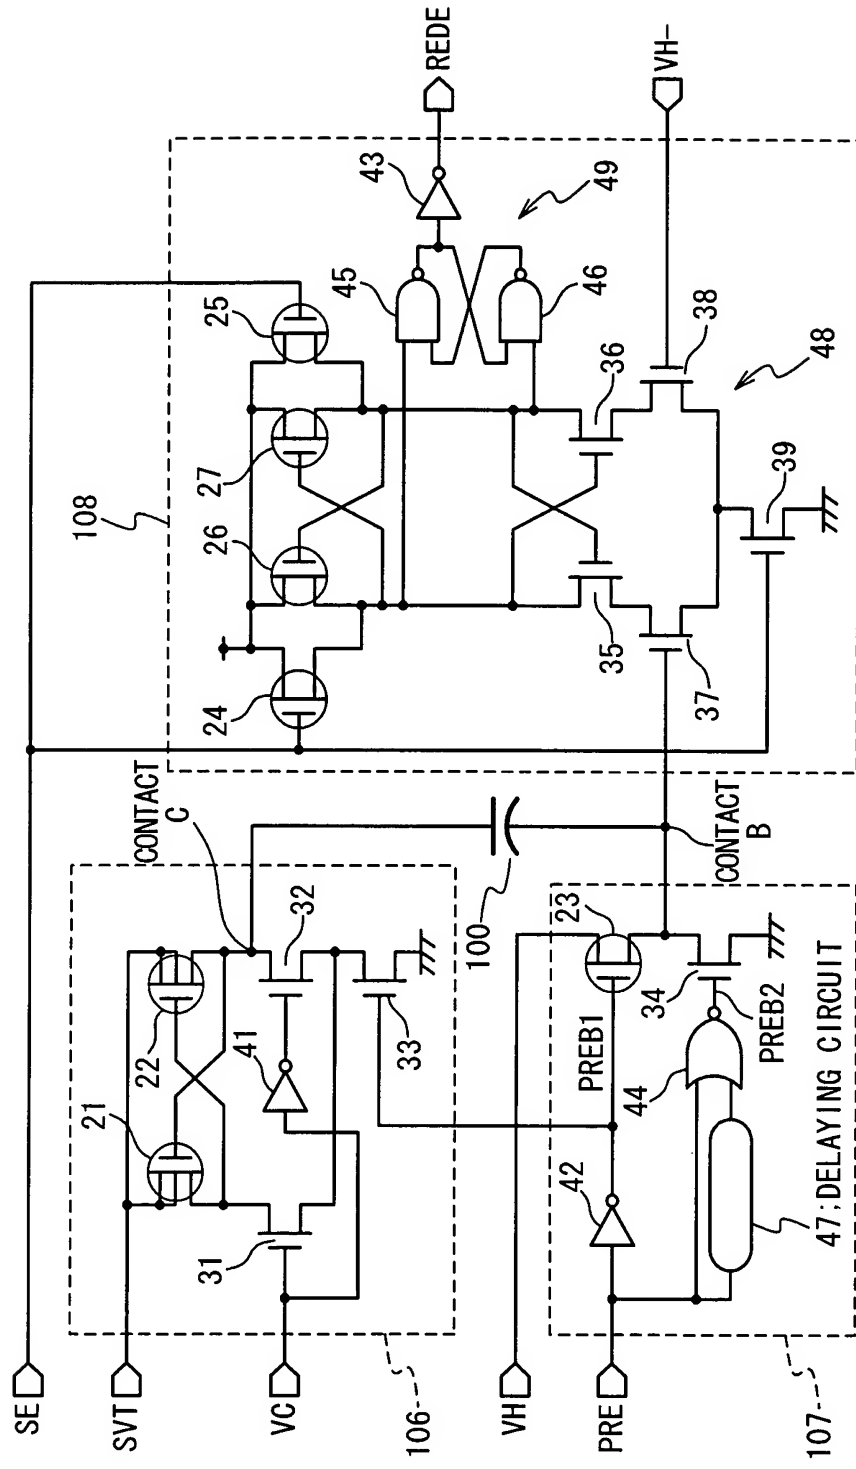 SE
SVT
VC
VH
PRE
106
107
108
21
22
31
32
33
41
CONTACT
C
100
CONTACT
B
42
PREB1
23
34
PREB2
44
47;DELAYING CIRCUIT
24
25
26
27
35
36
37
38
39
48
45
46
43
49
REDE
VH-